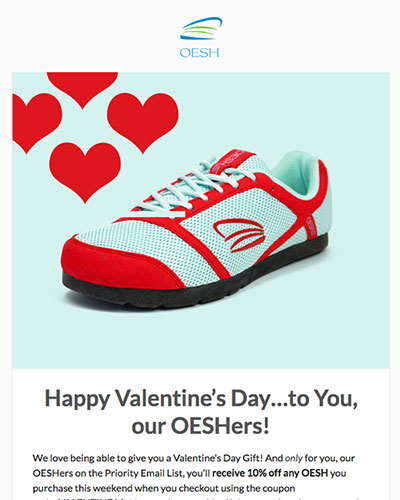 OESH
Happy Valentine's Day...to You,
our OESHers!
We love being able to give you a Valentine's Day Gift! And only for you, our
OESHers on the Priority Email List, you'll receive 10% off any OESH you
purchase this weekend when you checkout using the coupon